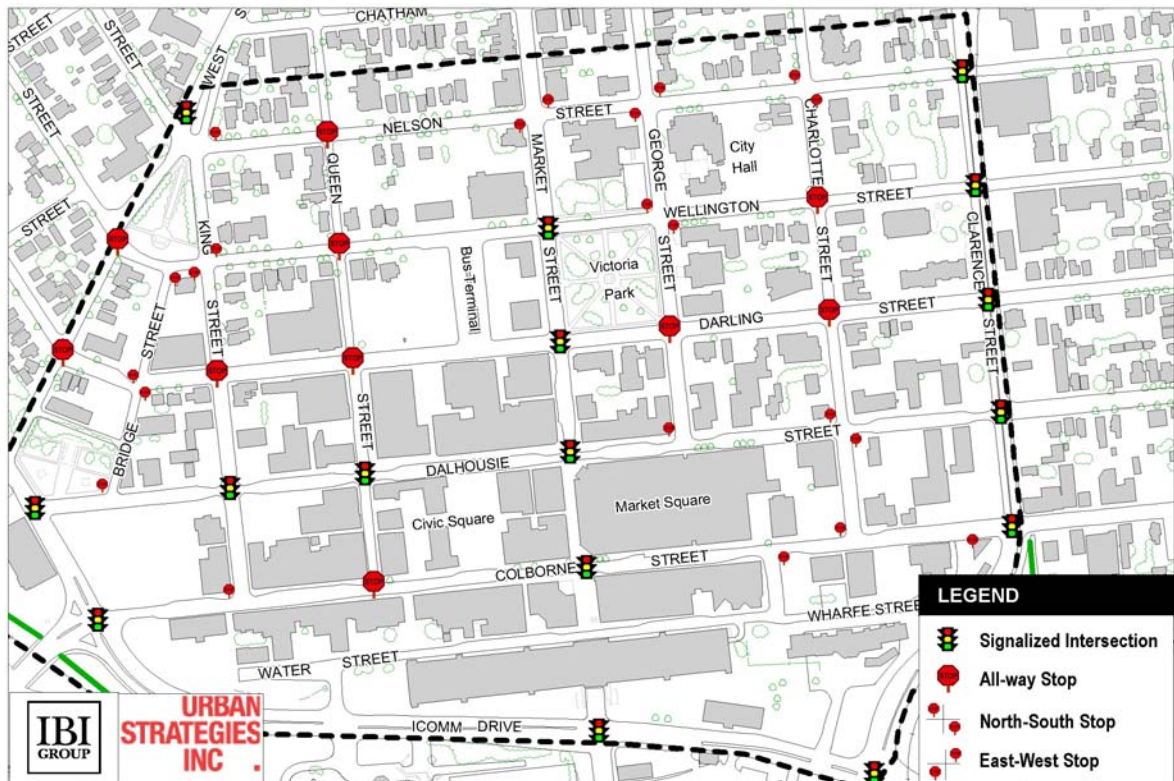 CHATHAM
STREET
STREET
S
WEST
STREET
NELSON
STREET
STOP
QUEEN
MARKET
GEORGE
CHARLOTTE
City
Hall
STREET
KING
WELLINGTON
STREET
CLARENCE
Bus-Terminal
STREET
Victoria
Park
STREET
STREET
STREET
STREET
DARLING
STREET
STREET
STREET
BRIDGE
DALHOUSIE
STREET
Civic Square
Market Square
COLBORNE
STREET
WHARFE STREE
WATER
STREET
ICOMM DRIVE
LEGEND
Signalized Intersection
STOP
All-way Stop
North-South Stop
East-West Stop
IBI
GROUP
URBAN
STRATEGIES
INC .